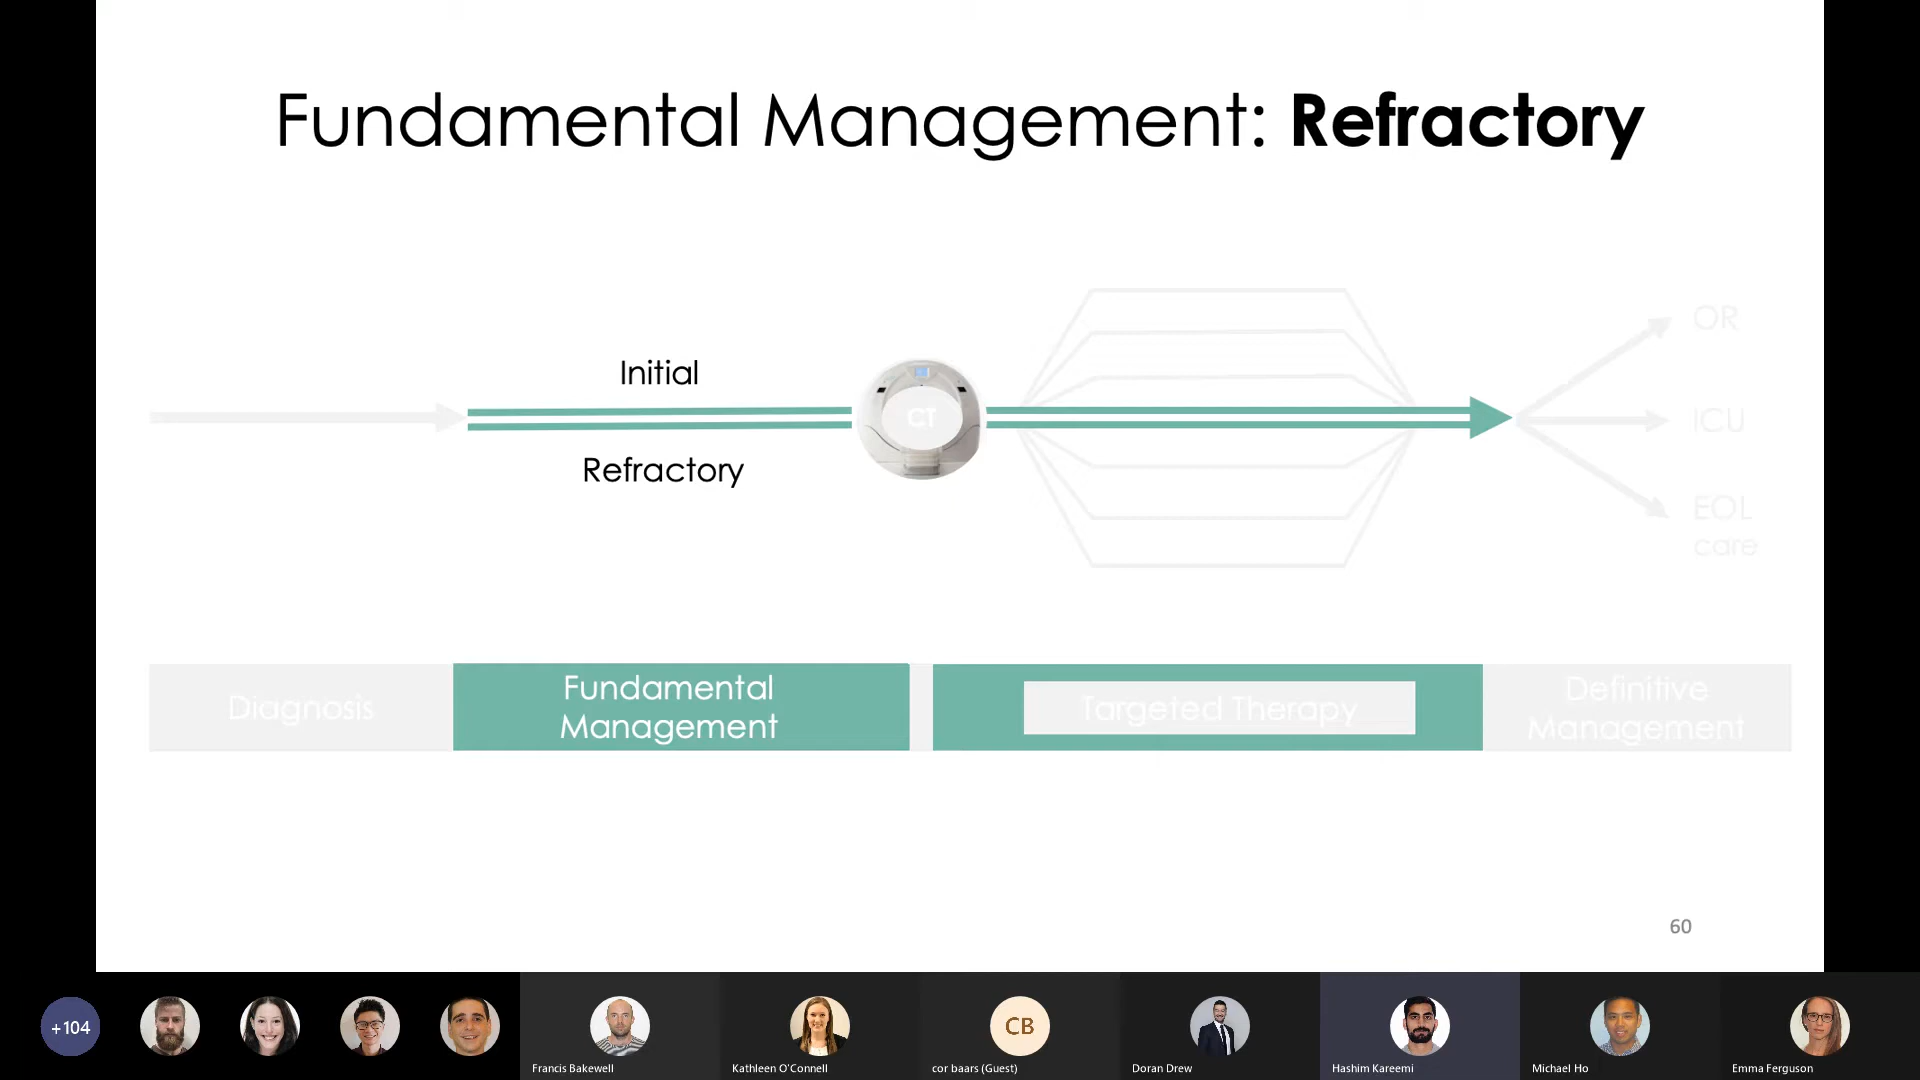 Fundamental Management: Refractory
Initial
Refractory
CT
OR
ICU
EOL
care
Diagnosis
Fundamental
Management
Targeted Therapy
Definitive
Management
60
+104
CB
Francis Bakewell
Kathleen O'Connell
cor baars (Guest)
Doran Drew
Hashim Kareemi
Michael Ho
Emma Ferguson